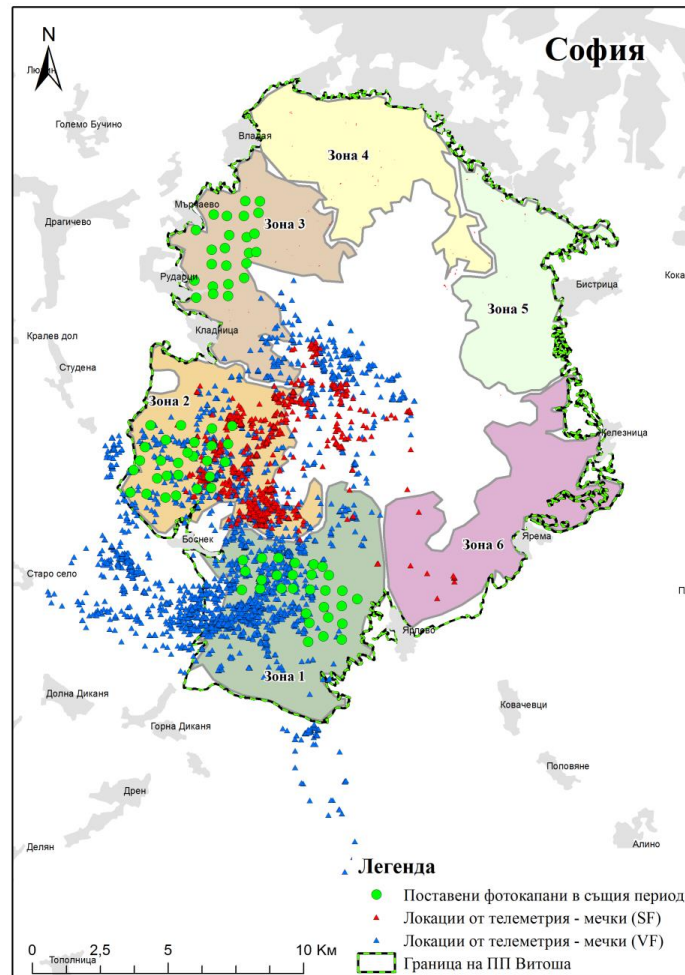 София
N
Люлин
Големо Бучино
Владая
Зона 4
Мърчаево
Драгичево
Зона 3
Рударци
Бистрица
Кока
Зона 5
Кладница
Кралев дол
Студена
Зона 2
Железница
Боснек
Ярема
Зона 6
Старо село
П
Ярлово
Зона 1
Долна Диканя
Ковачевци
Горна Диканя
Поповяне
Дрен
Делян
Алино
Легенда
Поставени фотокапани в същия период
Локации от телеметрия - мечки (SF)
Локации от телеметрия - мечки (VF)
Граница на ПП Витоша
0 2,5 5 10 Км
Тополница